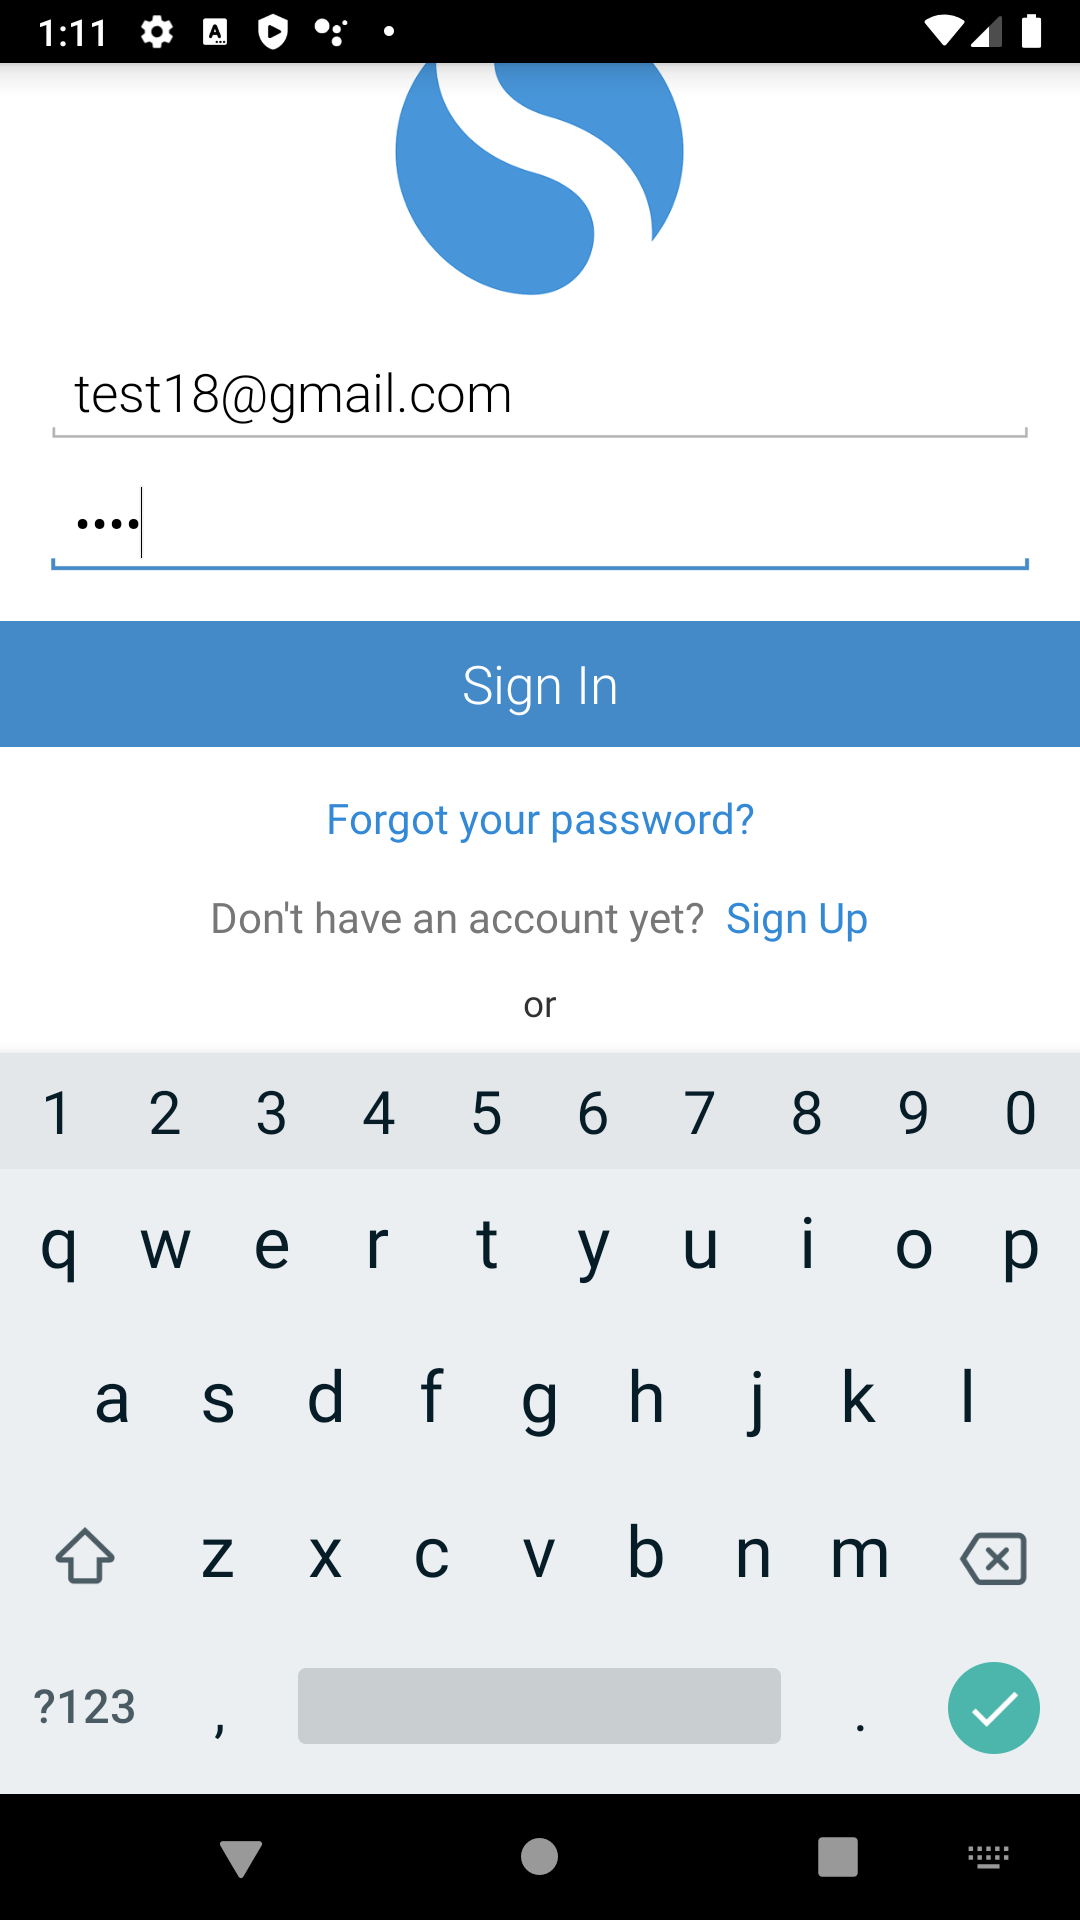 1:11
test18@gmail.com
••••
Sign In
Forgot your password?
Don't have an account yet? Sign Up
or
1 2 3 4 5 6 7 8 9 0
q w e r t y u i o p
a s d f g h j k l
z x c v b n m
?123 , .